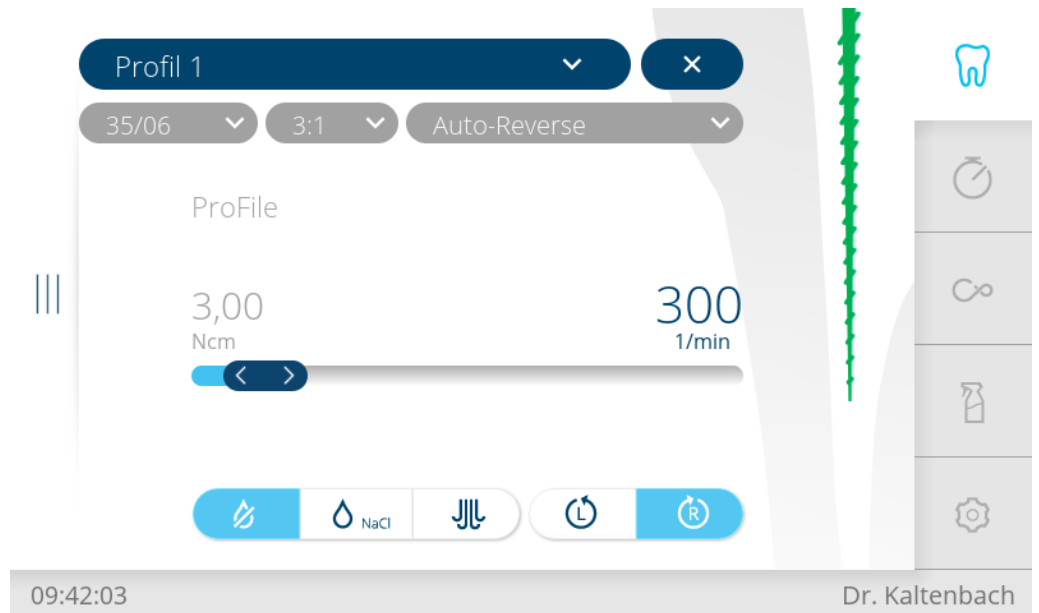 Profil 1
35/06 3:1 Auto-Reverse
ProFile
3,00 300
Ncm 1/min
NaCl L R
09:42:03 Dr. Kaltenbach